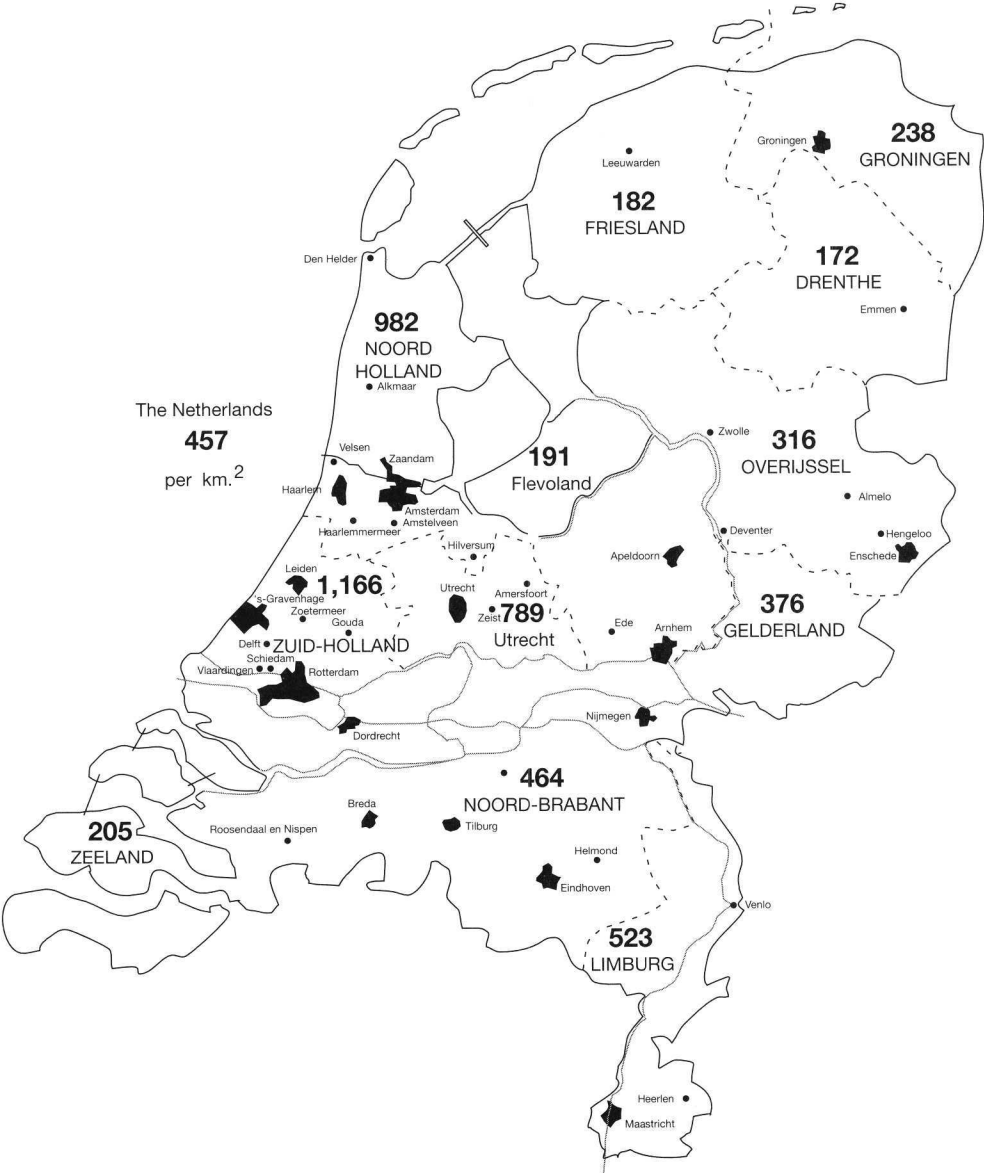 Groningen
238
GRONINGEN
Leeuwarden
182
FRIESLAND
172
DRENTHE
Den Helder
Emmen
982
NOORD
HOLLAND
Alkmaar
The Netherlands
457
per km.2
Zwolle
316
OVERIJSSEL
Velsen
Zaandam
191
Flevoland
Haarlem
Almelo
Amsterdam
Amstelveen
Haarlemmermeer
Deventer
Hengeloo
Hilversum
Enschede
Apeldoorn
Leiden
1,166
Utrecht
Amersfoort
's-Gravenhage
Zoetermeer
Zeist
789
Utrecht
376
GELDERLAND
Gouda
Ede
Arnhem
Delft
ZUID-HOLLAND
Schiedam
Vlaardingen
Rotterdam
Nijmegen
Dordrecht
464
NOORD-BRABANT
Breda
205
ZEELAND
Roosendaal en Nispen
Tilburg
Helmond
Eindhoven
Venlo
523
LIMBURG
Heerlen
Maastricht